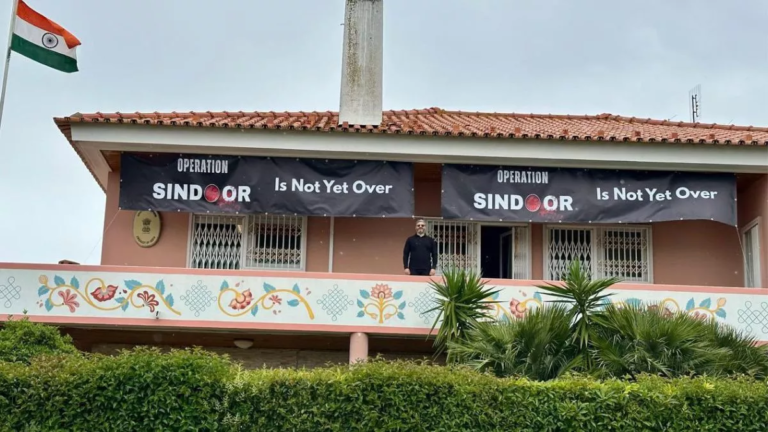 OPERATION
SINDOOR Is Not Yet Over
OPERATION
SINDOOR Is Not Yet Over